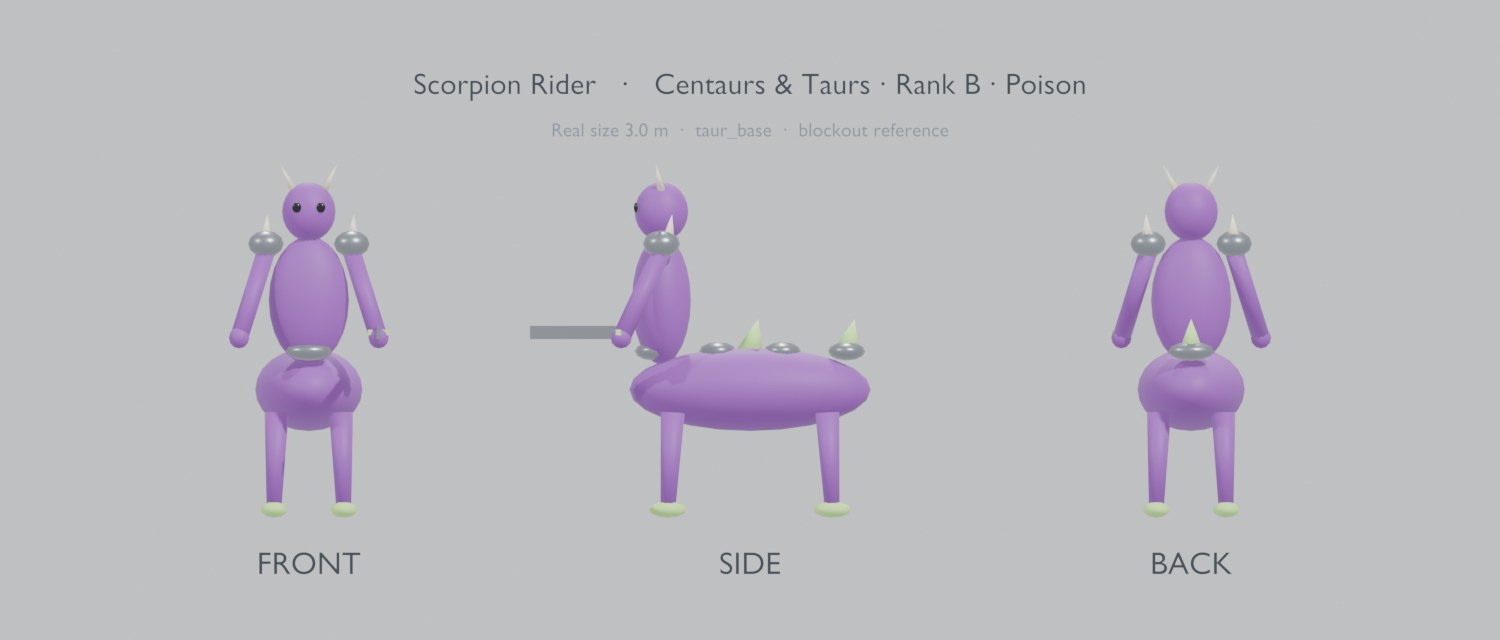 Scorpion Rider · Centaurs & Taurs · Rank B · Poison
Real size 3.0 m · taur_base · blockout reference
FRONT SIDE BACK